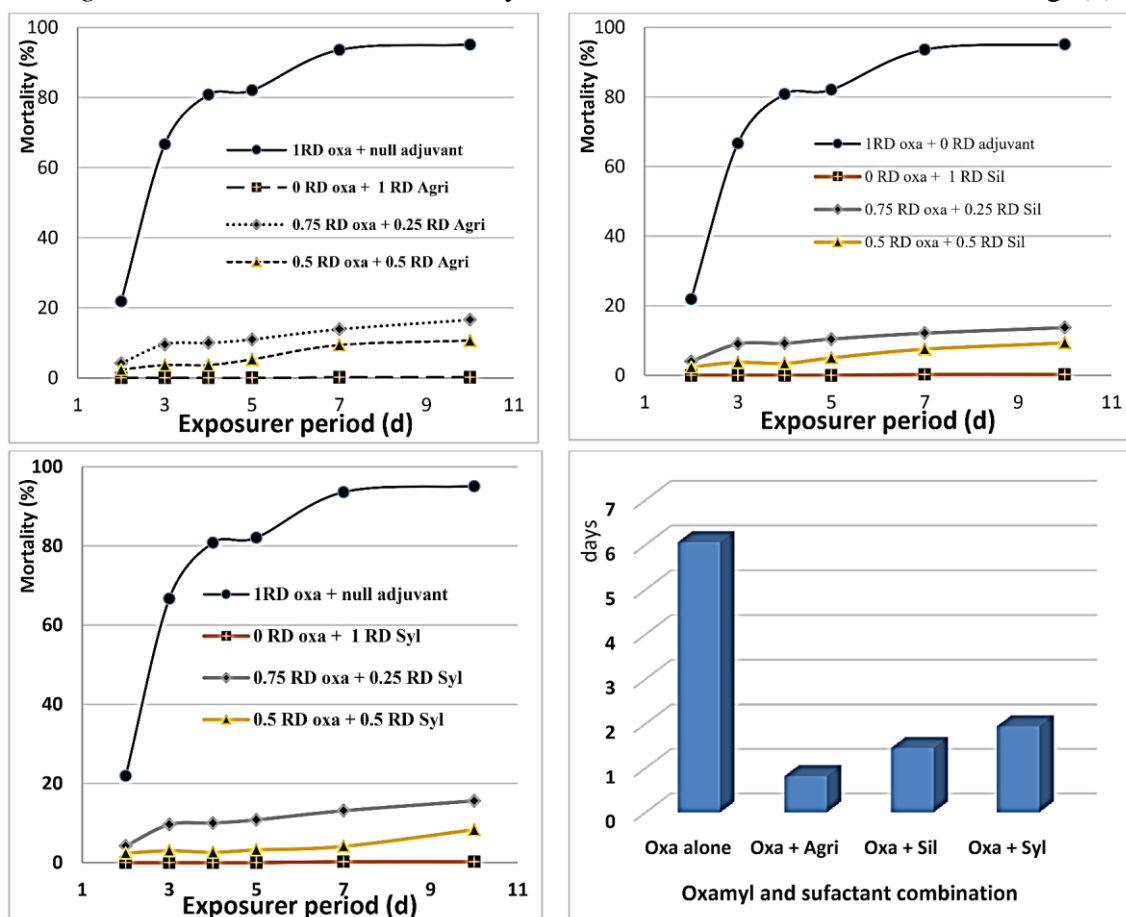 100
80
60
40
20
0
Mortality (%)
1RD oxa + null adjuvant
0 RD oxa + 1 RD Agri
0.75 RD oxa + 0.25 RD Agri
0.5 RD oxa + 0.5 RD Agri
1 3 5 7 9 11
Exposurer period (d)
100
80
60
40
20
0
Mortality (%)
1RD oxa + 0 RD adjuvant
0 RD oxa + 1 RD Sil
0.75 RD oxa + 0.25 RD Sil
0.5 RD oxa + 0.5 RD Sil
1 3 5 7 9 11
Exposurer period (d)
100
80
60
40
20
0
Mortality (%)
1RD oxa + null adjuvant
0 RD oxa + 1 RD Syl
0.75 RD oxa + 0.25 RD Syl
0.5 RD oxa + 0.5 RD Syl
1 3 5 7 9 11
Exposurer period (d)
7
6
5
4
3
2
1
0
days
Oxa alone Oxa + Agri Oxa + Sil Oxa + Syl
Oxamyl and sufactant combination